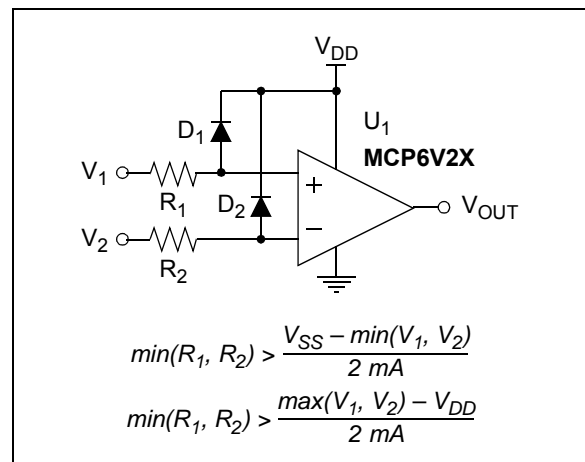 V_DD
U_1
D_1
MCP6V2X
V_1
+
R_1
D_2
V_OUT
V_2
−
R_2
min(R_1, R_2) > (V_SS – min(V_1, V_2)) / 2 mA
min(R_1, R_2) > (max(V_1, V_2) – V_DD) / 2 mA